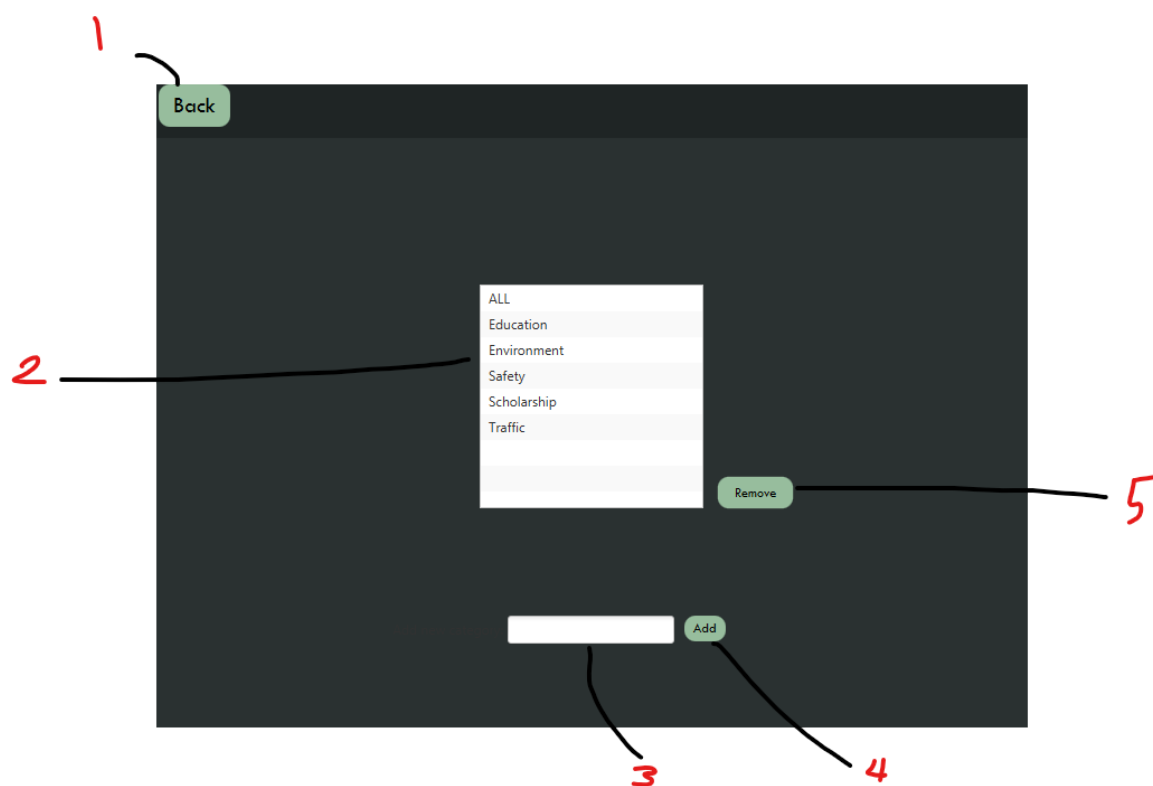 1
Back
ALL
Education
2
Environment
Safety
Scholarship
Traffic
Remove
5
Add
3
4